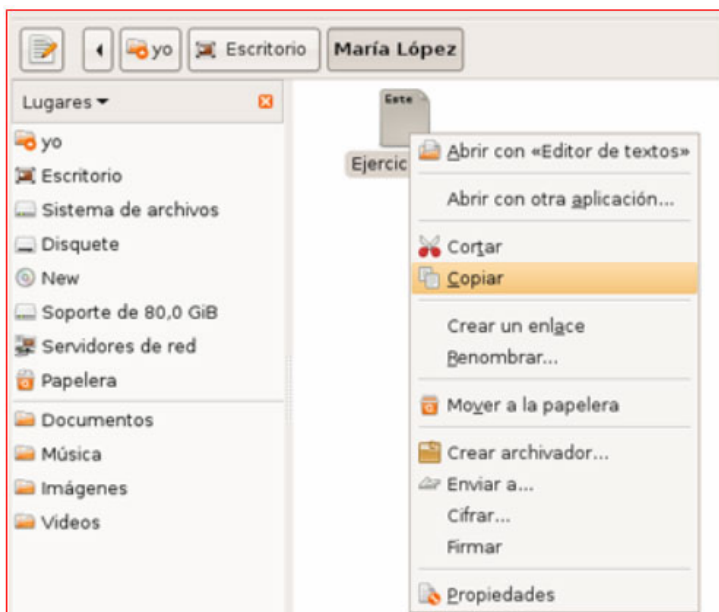 yo Escritorio María López
Lugares
yo
Escritorio
Sistema de archivos
Disquete
New
Soporte de 80,0 GiB
Servidores de red
Papelera
Documentos
Música
Imágenes
Videos
Este
Ejercic
Abrir con «Editor de textos»
Abrir con otra aplicación...
Cortar
Copiar
Crear un enlace
Renombrar...
Mover a la papelera
Crear archivador...
Enviar a...
Cifrar...
Firmar
Propiedades